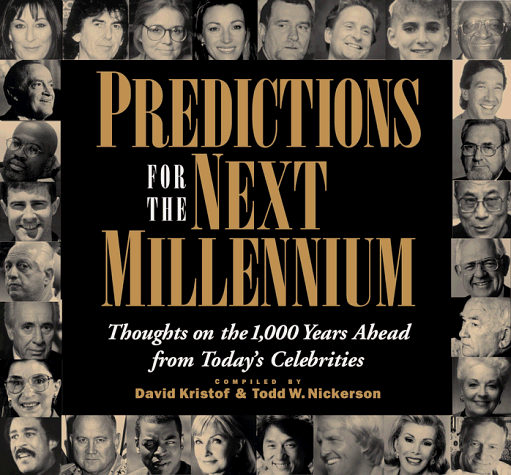 PREDICTIONS
FOR THE NEXT
MILLENNIUM
Thoughts on the 1,000 Years Ahead
from Today's Celebrities
COMPILED BY
David Kristof & Todd W. Nickerson